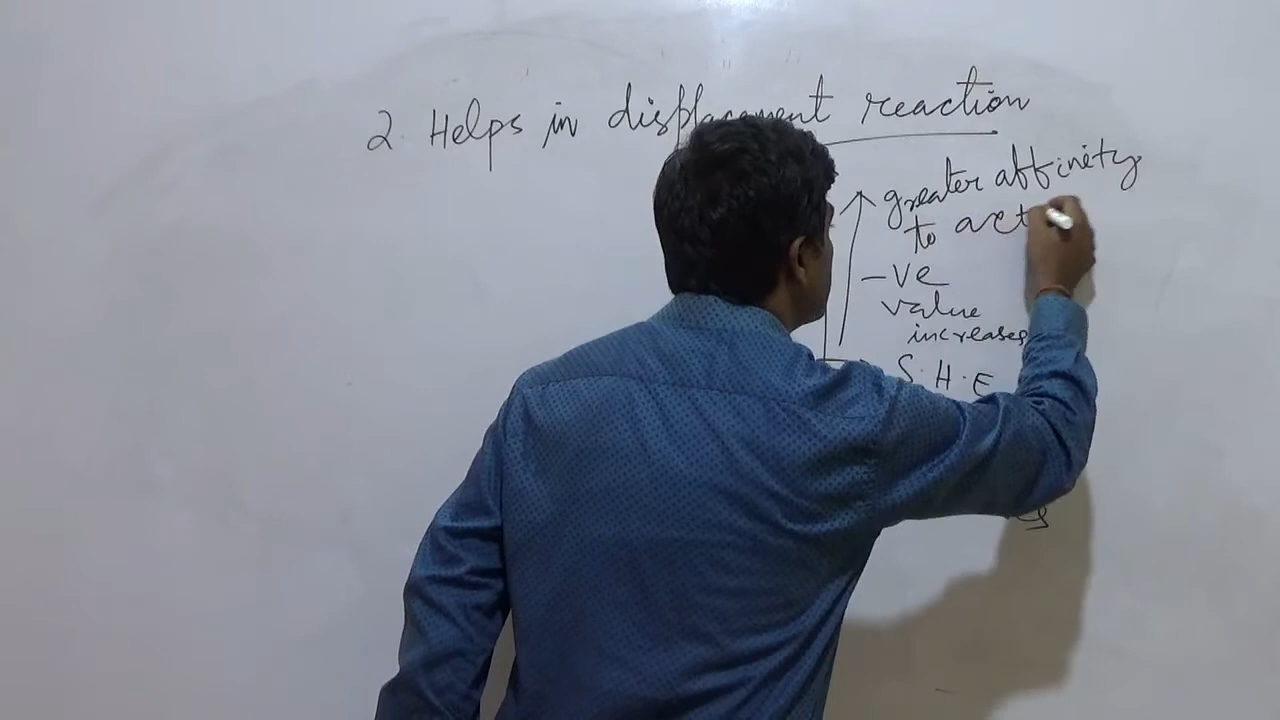 2. Helps in displacement reaction
greater affinity
to act
-ve
value
increases
S.H.E